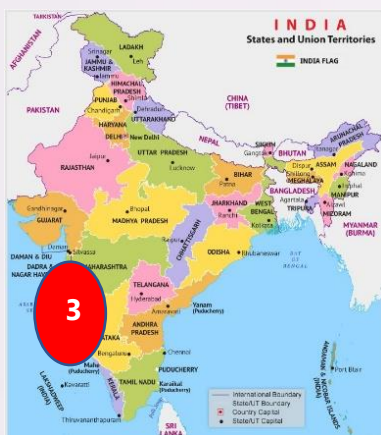 INDIA
States and Union Territories
INDIA FLAG
TAJIKISTAN
AFGHANISTAN
LADAKH
Leh
Srinagar
JAMMU &
KASHMIR
Jammu
HIMACHAL
PRADESH
Shimla
PUNJAB
Chandigarh
Dehradun
UTTARAKHAND
CHINA
(TIBET)
PAKISTAN
HARYANA
DELHI
New Delhi
NEPAL
ARUNACHAL
PRADESH
Itanagar
SIKKIM
Gangtok
BHUTAN
RAJASTHAN
Jaipur
UTTAR PRADESH
Lucknow
BIHAR
Patna
Dispur
ASSAM
NAGALAND
Kohima
Shillong
MEGHALAYA
Imphal
MANIPUR
BANGLADESH
Agartala
TRIPURA
Aizawl
MIZORAM
MYANMAR
(BURMA)
Gandhinagar
GUJARAT
Bhopal
MADHYA PRADESH
JHARKHAND
Ranchi
WEST
BENGAL
Kolkata
CHHATTISGARH
Raipur
ODISHA
Bhubaneswar
Daman
DAMAN & DIU
Silvassa
DADRA &
NAGAR HAVE
MAHARASHTRA
3
TELANGANA
Hyderabad
Amaravati
Yanam
(Puducherry)
ANDHRA
PRADESH
ATAKA
Bengaluru
Chennai
Mahe
(Puducherry)
PUDUCHERRY
Karaikal
(Puducherry)
LAKSHADWEEP
(INDIA)
Kavaratti
KERALA
TAMIL NADU
Thiruvananthapuram
SRI
LANKA
ANDAMAN & NICOBAR ISLANDS
(INDIA)
Port Blair
International Boundary
State/UT Boundary
Country Capital
State/UT Capital